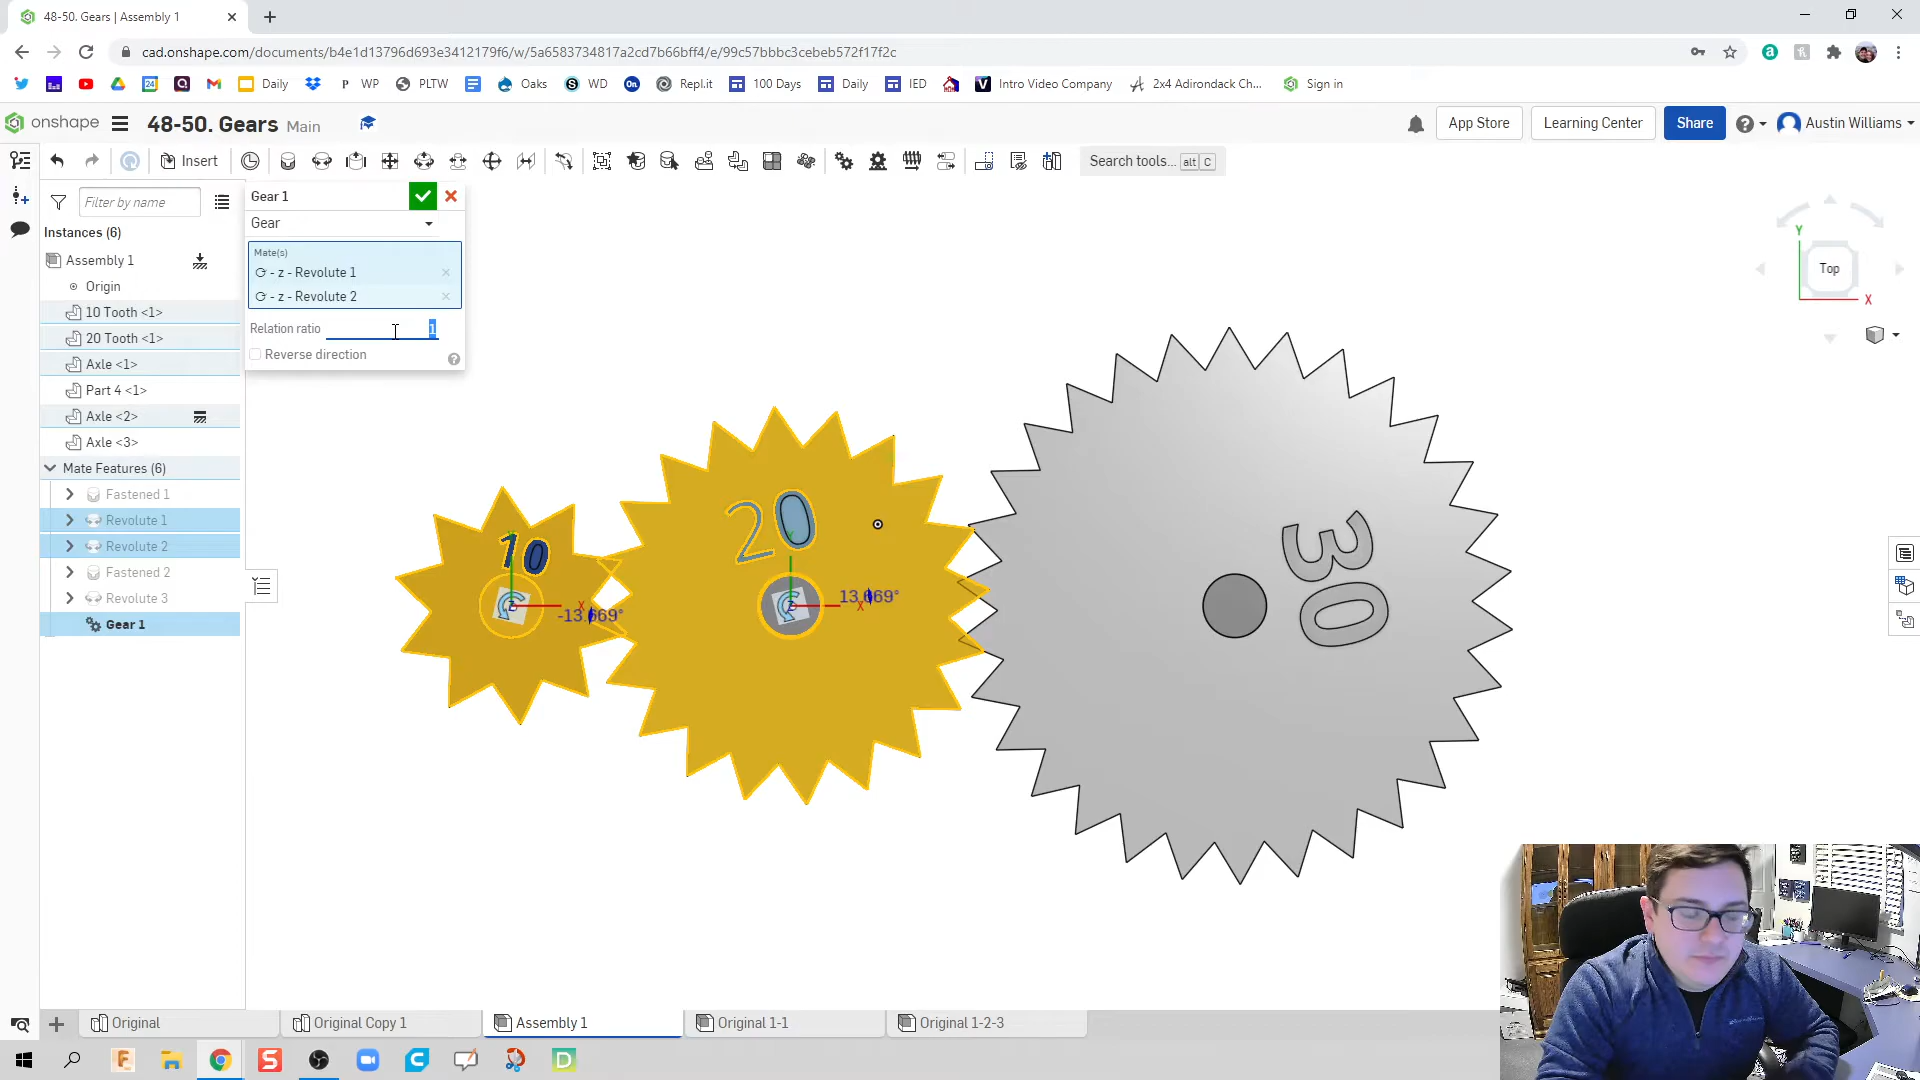 48-50. Gears | Assembly 1
cad.onshape.com/documents/b4e1d13796d693e3412179f6/w/5a6583734817a2cd7b66bff4/e/99c57bbbc3cebeb572f17f2c
Daily
P WP
PLTW
Oaks
WD
Repl.it
100 Days
Daily
IED
Intro Video Company
2x4 Adirondack Ch...
Sign in
onshape
48-50. Gears Main
App Store
Learning Center
Share
Austin Williams
Insert
Search tools... alt C
Filter by name
Instances (6)
Assembly 1
Origin
10 Tooth <1>
20 Tooth <1>
Axle <1>
Part 4 <1>
Axle <2>
Axle <3>
Mate Features (6)
Fastened 1
Revolute 1
Revolute 2
Fastened 2
Revolute 3
Gear 1
Gear 1
Gear
Mate(s)
- z - Revolute 1
- z - Revolute 2
Relation ratio 1
Reverse direction
10
20
30
-13.669°
13.669°
X
X
Y
Top
X
Original
Original Copy 1
Assembly 1
Original 1-1
Original 1-2-3